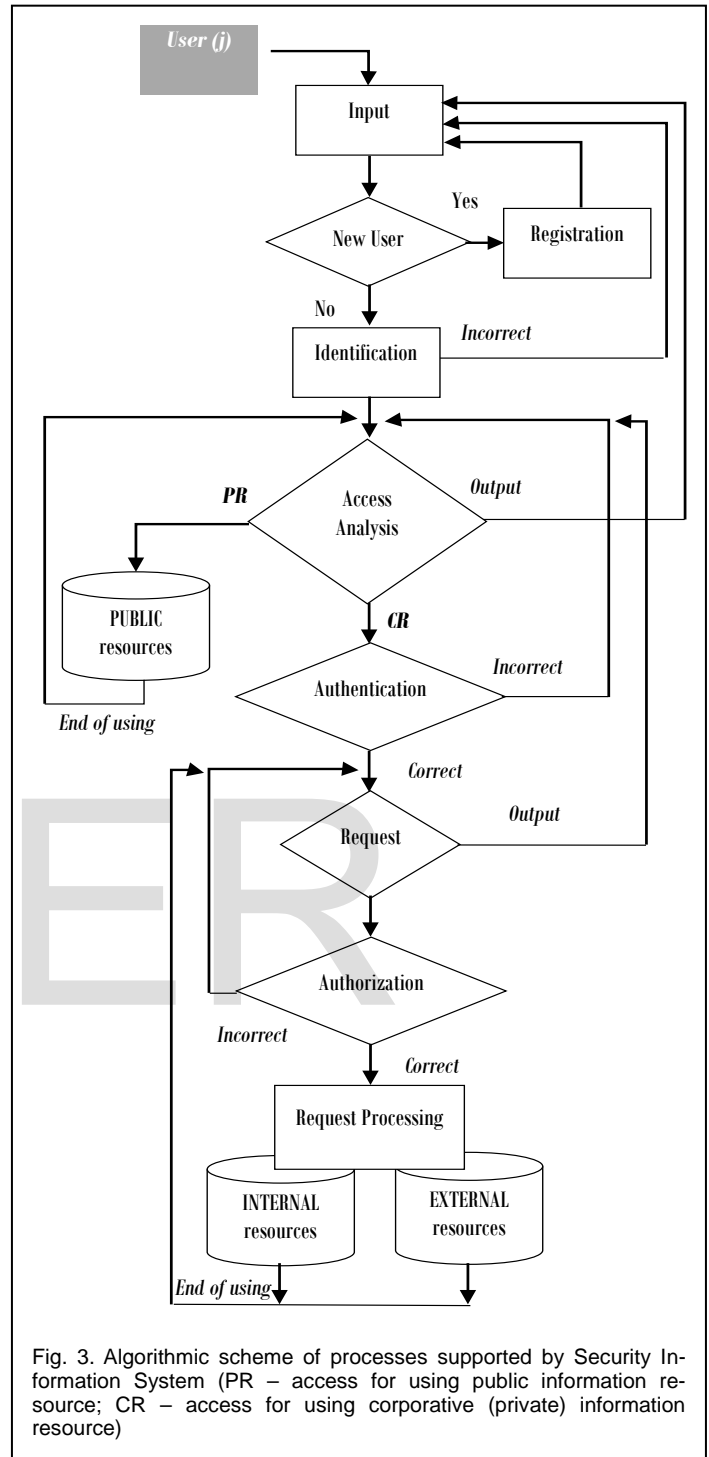 User (j)
Input
Yes
New User
Registration
No
Incorrect
Identification
PR
Output
Access
Analysis
PUBLIC
resources
CR
Incorrect
Authentication
End of using
Correct
Output
Request
ER
Authorization
Incorrect
Correct
Request Processing
INTERNAL
resources
EXTERNAL
resources
End of using
Fig. 3. Algorithmic scheme of processes supported by Security In-
formation System (PR – access for using public information re-
source; CR – access for using corporative (private) information
resource)